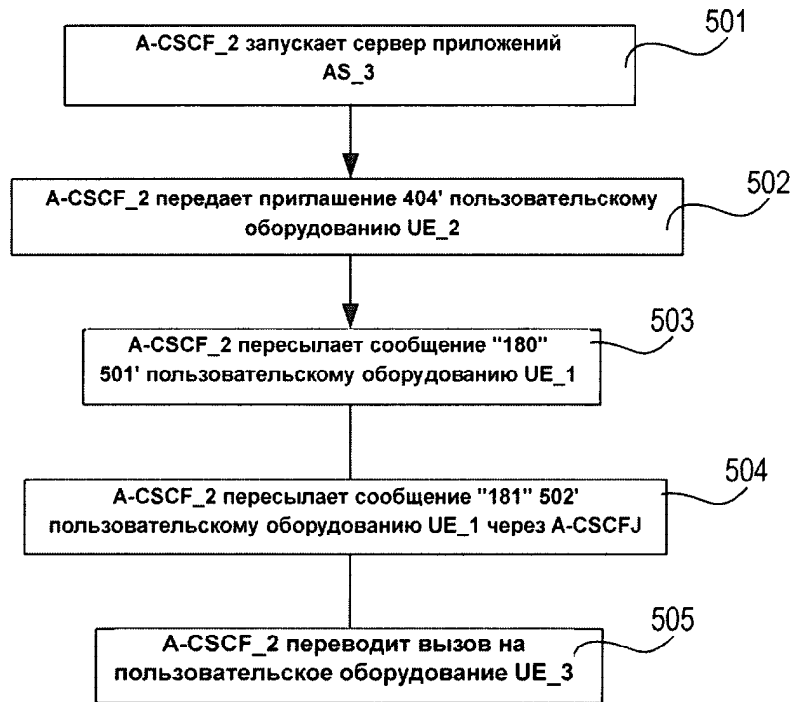 A-CSCF_2 запускает сервер приложений
AS_3
501
A-CSCF_2 передает приглашение 404' пользовательскому
оборудованию UE_2
502
A-CSCF_2 пересылает сообщение "180"
501' пользовательскому оборудованию UE_1
503
A-CSCF_2 пересылает сообщение "181" 502'
пользовательскому оборудованию UE_1 через A-CSCFJ
504
A-CSCF_2 переводит вызов на
пользовательское оборудование UE_3
505